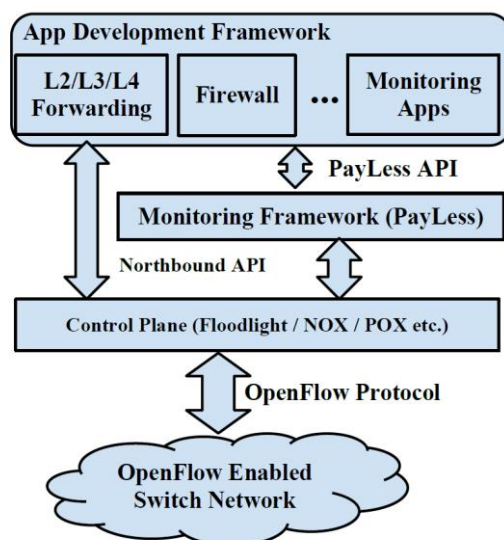 App Development Framework
L2/L3/L4
Forwarding
Firewall
...
Monitoring
Apps
PayLess API
Monitoring Framework (PayLess)
Northbound API
Control Plane (Floodlight / NOX / POX etc.)
OpenFlow Protocol
OpenFlow Enabled
Switch Network